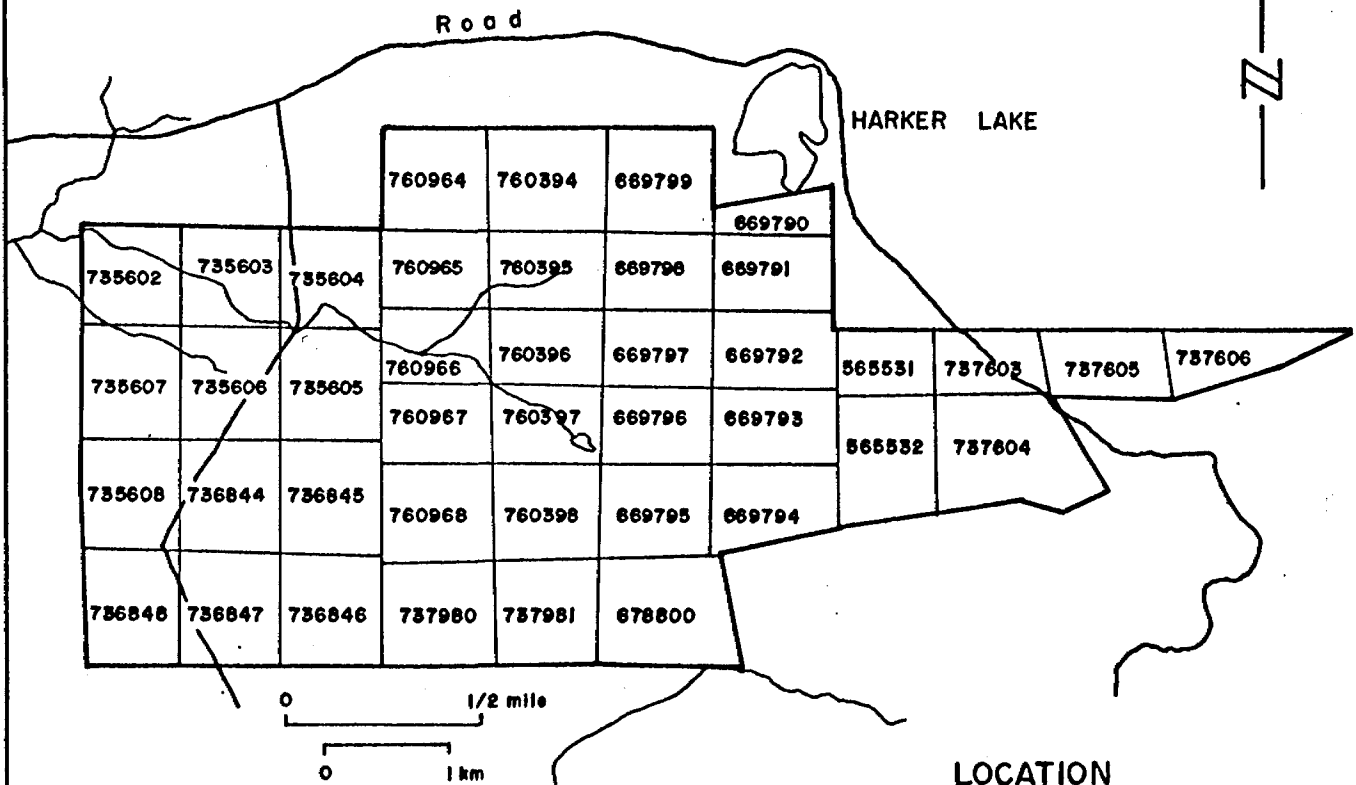 Road
N
HARKER LAKE
760964 760394 669799
669790
735602 735603 735604 760965 760395 669798 669791
735607 735606 735605 760966 760396 669797 669792 565531 737603 737605 737606
760967 760397 669796 669793
565532 737604
735608 736844 736845 760968 760398 669795 669794
736848 736847 736846 737980 737981 678800
0 1/2 mile
0 1 km
LOCATION